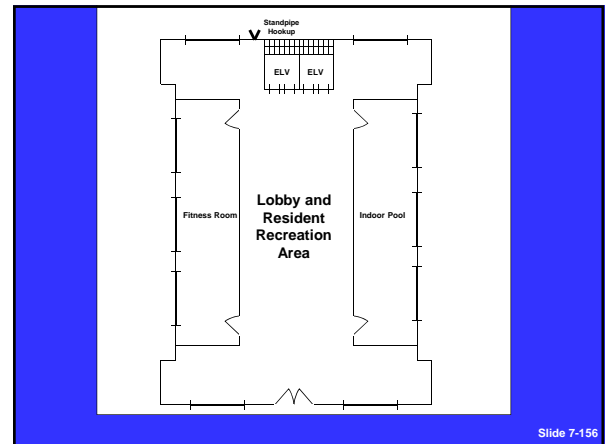 Standpipe
Hookup
ELV ELV
Lobby and
Resident
Recreation
Area
Fitness Room
Indoor Pool
Slide 7-156